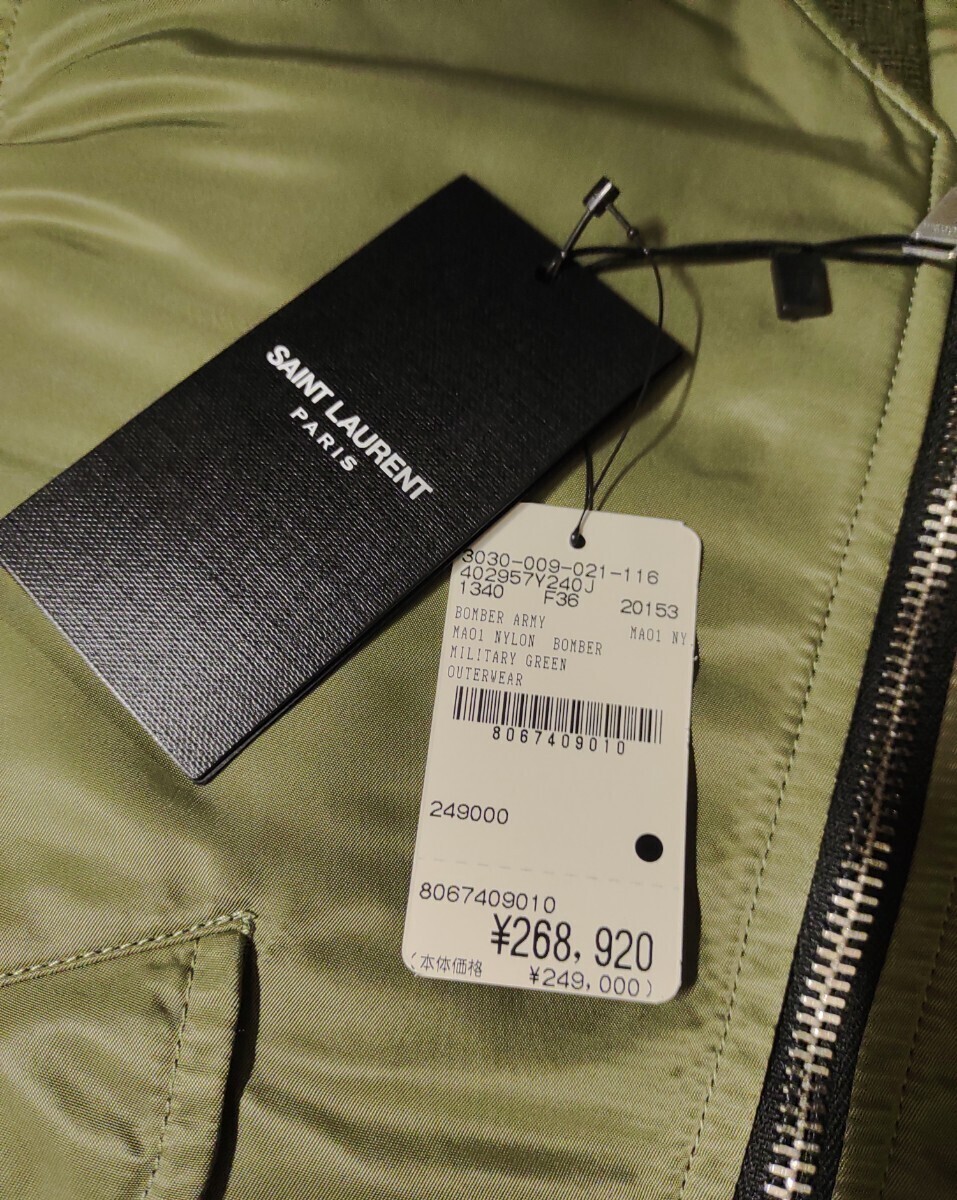 SAINT LAURENT
PARIS
3030-009-021-116
402957Y240J
1340 F36 20153
BOMBER ARMY MA01 NY
MA01 NYLON BOMBER
MILITARY GREEN
OUTERWEAR
8067409010
249000
8067409010
¥268,920
(本体価格 ¥249,000)